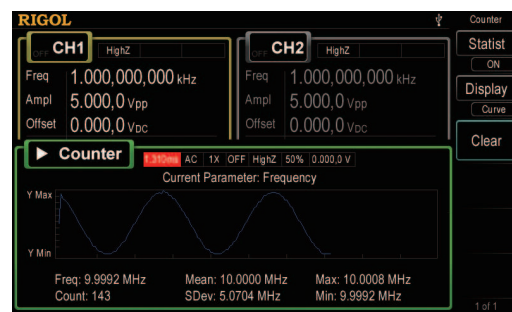 RIGOL
Counter
OFF CH1 HighZ
Freq 1.000,000,000 kHz
Ampl 5.000,0 Vpp
Offset 0.000,0 VDC
OFF CH2 HighZ
Freq 1.000,000,000 kHz
Ampl 5.000,0 Vpp
Offset 0.000,0 VDC
Statist
ON
Display
Curve
Clear
Counter 1.310ms AC 1X OFF HighZ 50% 0.000,0 V
Current Parameter: Frequency
Y Max
Y Min
Freq: 9.9992 MHz Mean: 10.0000 MHz Max: 10.0008 MHz
Count: 143 SDev: 5.0704 MHz Min: 9.9992 MHz
1 of 1